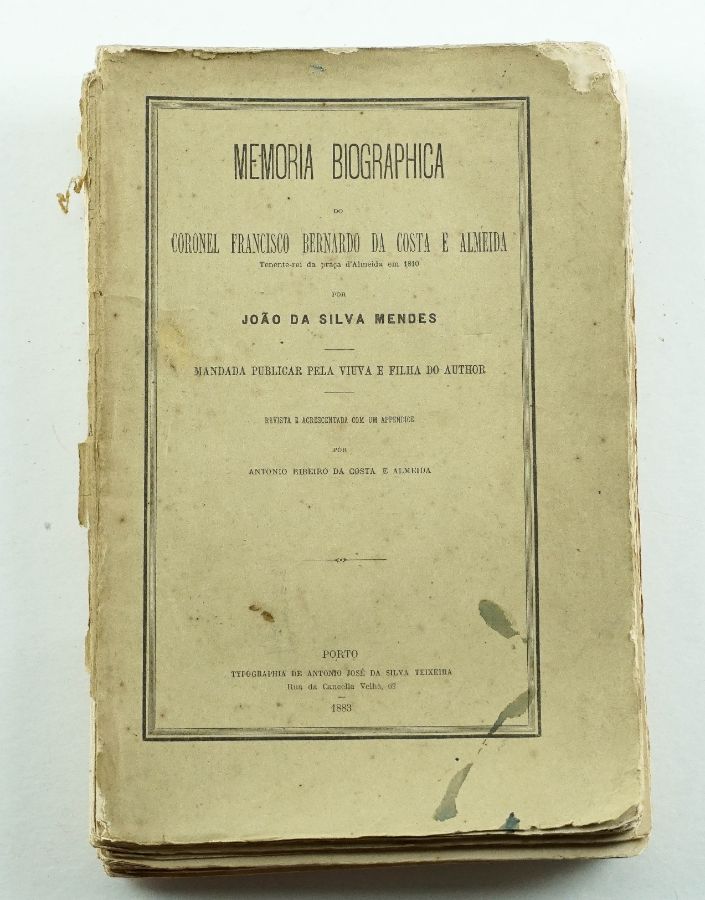 MEMORIA BIOGRAPHICA
DO
CORONEL FRANCISCO BERNARDO DA COSTA E ALMEIDA
Tenente-rei da praça d'Almeida em 1810
POR
JOÃO DA SILVA MENDES
MANDADA PUBLICAR PELA VIUVA E FILHA DO AUTHOR
REVISTA E ACRESCENTADA COM UM APPENDICE
POR
ANTONIO RIBEIRO DA COSTA E ALMEIDA
PORTO
TYPOGRAPHIA DE ANTONIO JOSÉ DA SILVA TEIXEIRA
Rua da Cancella Velha, 62
1883